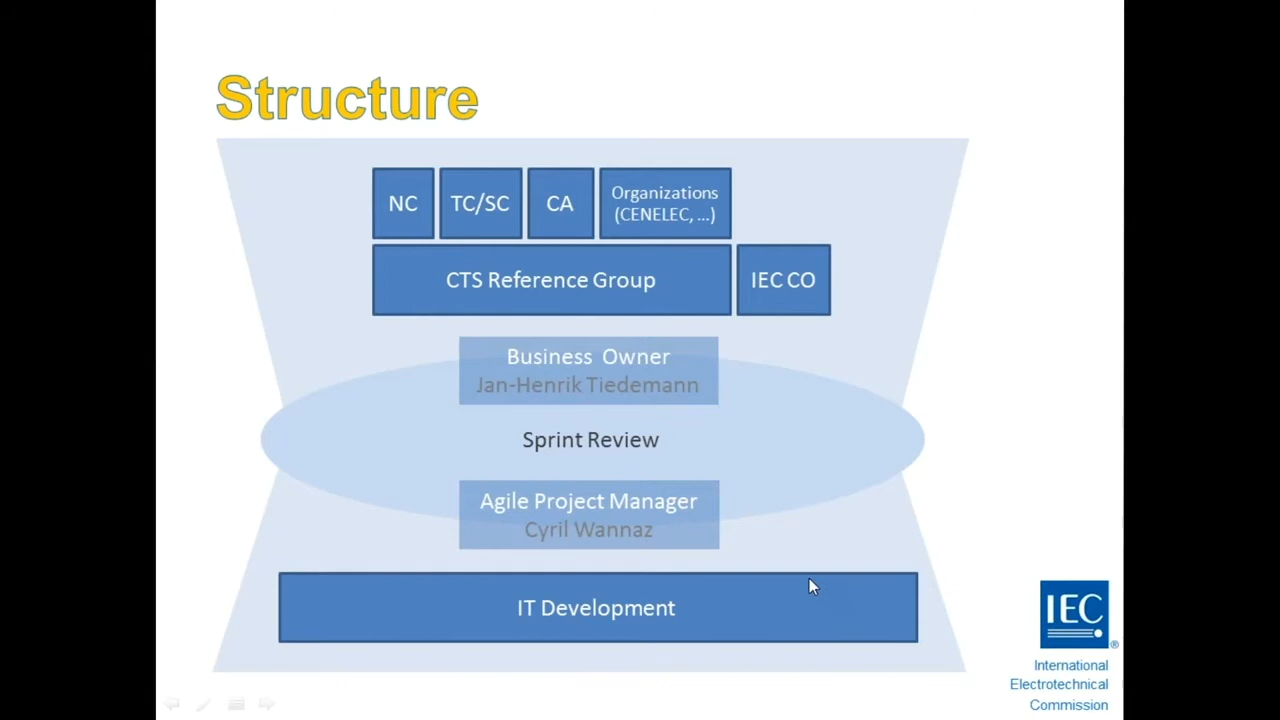 Structure
NC
TC/SC
CA
Organizations
(CENELEC, ...)
CTS Reference Group
IEC CO
Business Owner
Jan-Henrik Tiedemann
Sprint Review
Agile Project Manager
Cyril Wannaz
IT Development
IEC
®
International
Electrotechnical
Commission